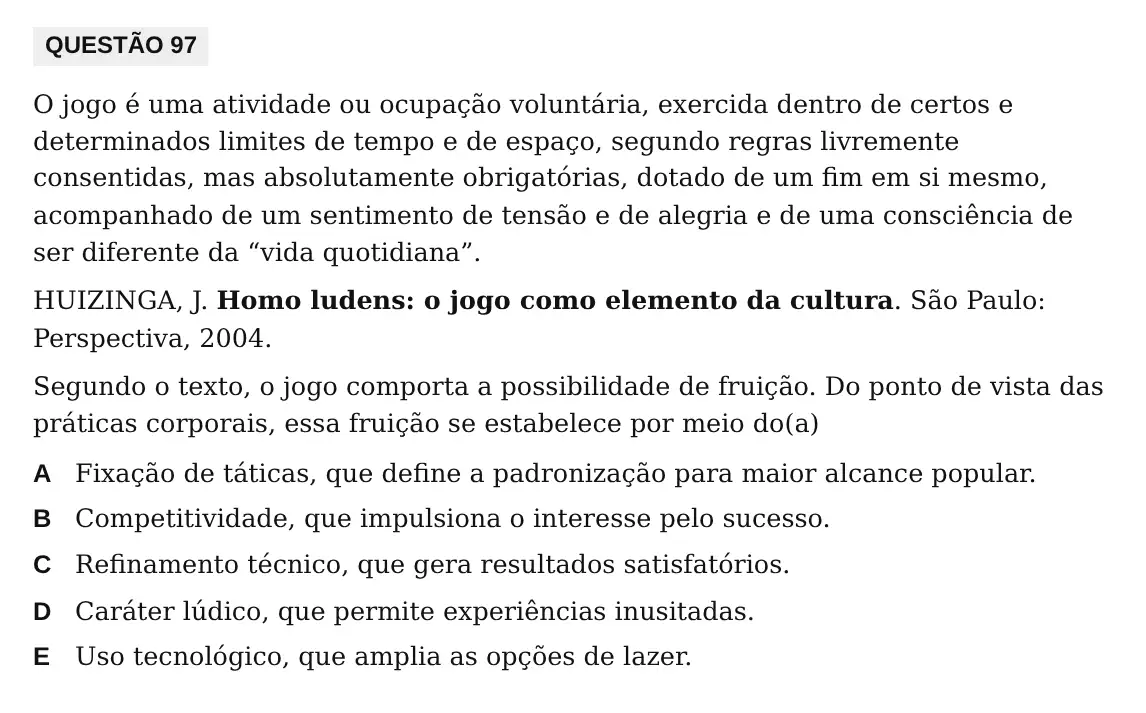 QUESTÃO 97
O jogo é uma atividade ou ocupação voluntária, exercida dentro de certos e
determinados limites de tempo e de espaço, segundo regras livremente
consentidas, mas absolutamente obrigatórias, dotado de um fim em si mesmo,
acompanhado de um sentimento de tensão e de alegria e de uma consciência de
ser diferente da “vida quotidiana”.
HUIZINGA, J. Homo ludens: o jogo como elemento da cultura. São Paulo:
Perspectiva, 2004.
Segundo o texto, o jogo comporta a possibilidade de fruição. Do ponto de vista das
práticas corporais, essa fruição se estabelece por meio do(a)
A Fixação de táticas, que define a padronização para maior alcance popular.
B Competitividade, que impulsiona o interesse pelo sucesso.
C Refinamento técnico, que gera resultados satisfatórios.
D Caráter lúdico, que permite experiências inusitadas.
E Uso tecnológico, que amplia as opções de lazer.